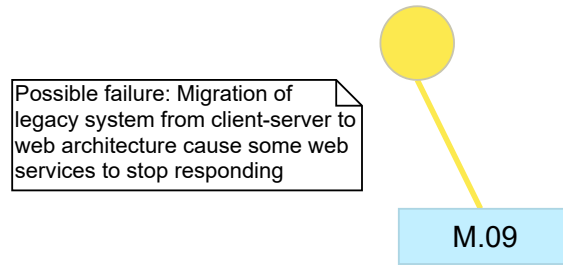 Possible failure: Migration of
legacy system from client-server to
web architecture cause some web
services to stop responding
M.09